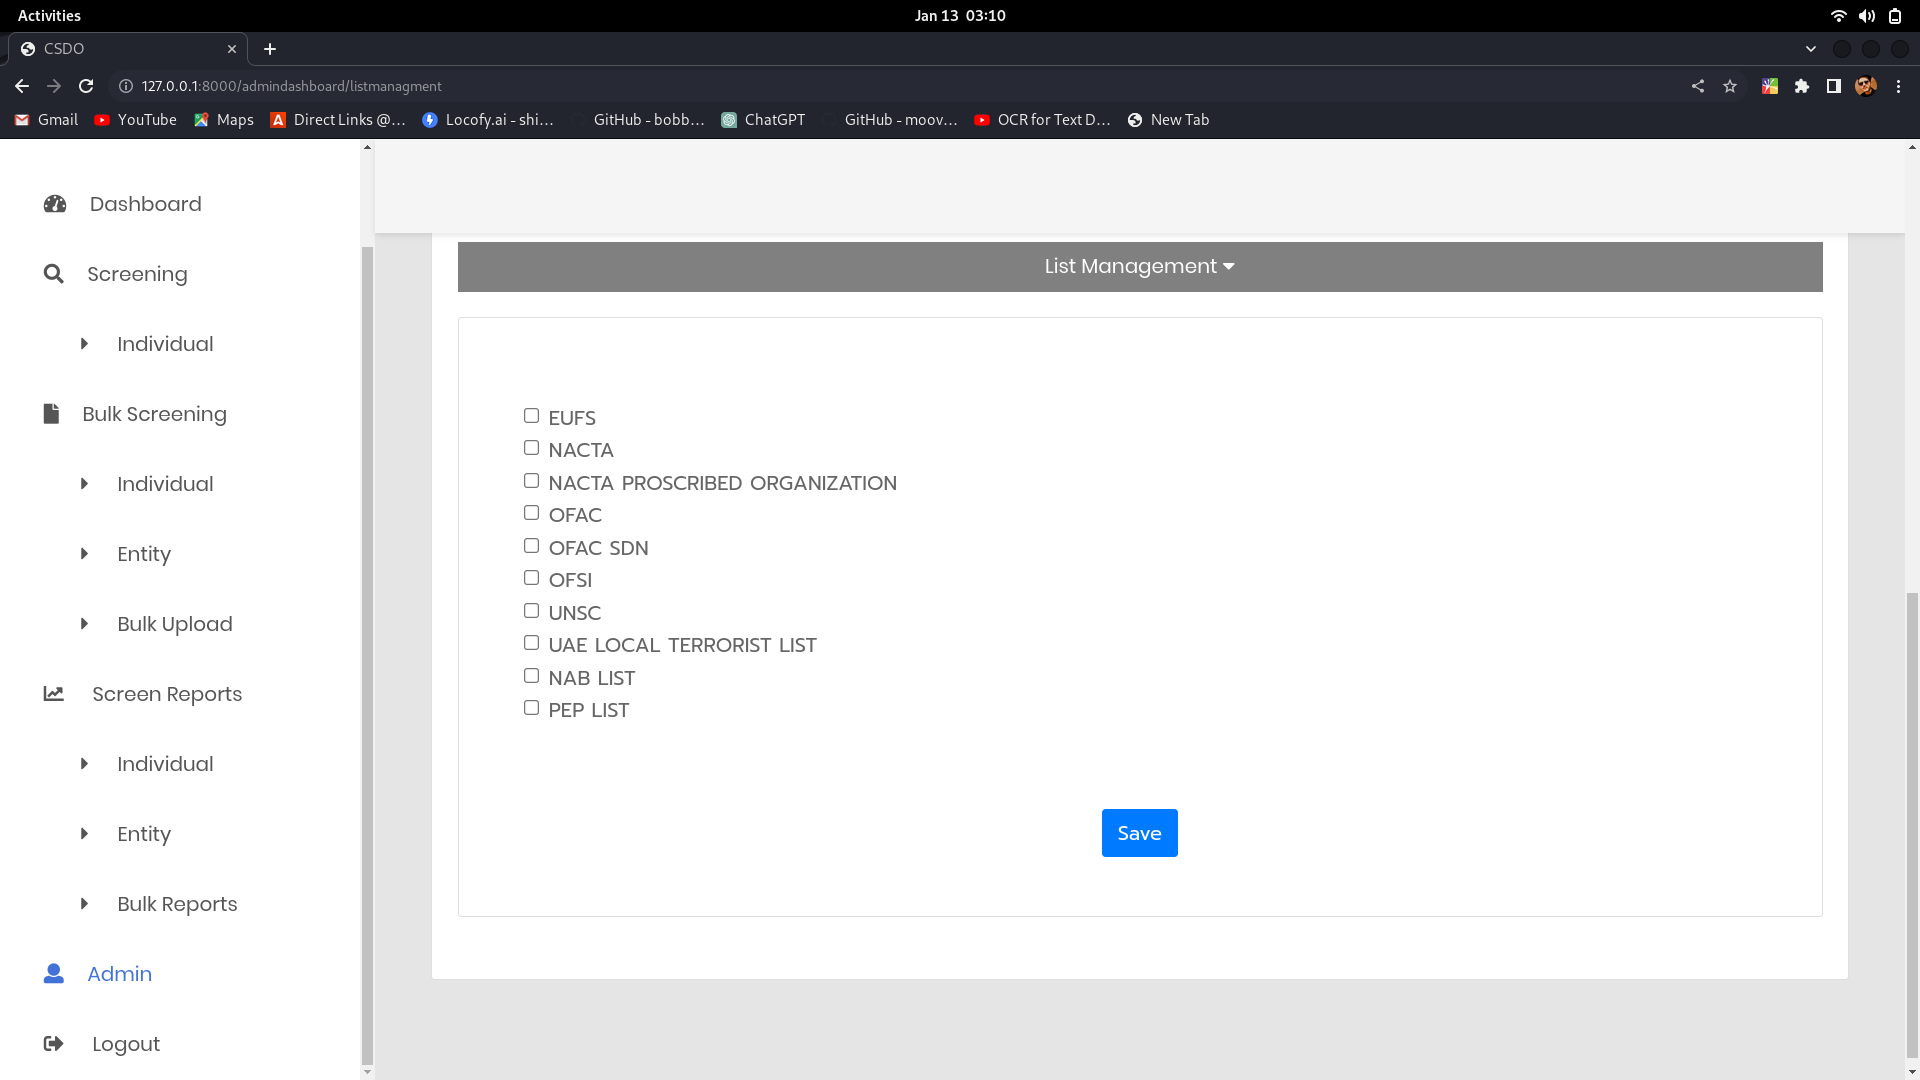 Activities
Jan 13 03:10
CSDO
127.0.0.1:8000/admindashboard/listmanagment
Gmail
YouTube
Maps
Direct Links @...
Locofy.ai - shi...
GitHub - bobb...
ChatGPT
GitHub - moov...
OCR for Text D...
New Tab
Dashboard
Screening
Individual
Bulk Screening
Individual
Entity
Bulk Upload
Screen Reports
Individual
Entity
Bulk Reports
Admin
Logout
List Management
EUFS
NACTA
NACTA PROSCRIBED ORGANIZATION
OFAC
OFAC SDN
OFSI
UNSC
UAE LOCAL TERRORIST LIST
NAB LIST
PEP LIST
Save